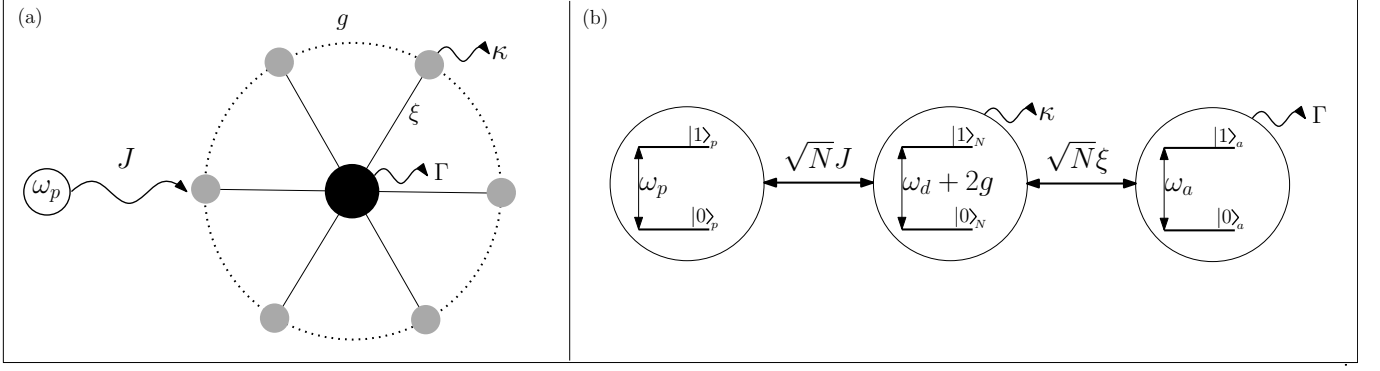 (a)
g
κ
ξ
J
Γ
ω_p
(b)
|1⟩_p
|0⟩_p
ω_p
√N J
κ
|1⟩_N
|0⟩_N
ω_d + 2g
√N ξ
Γ
|1⟩_a
|0⟩_a
ω_a